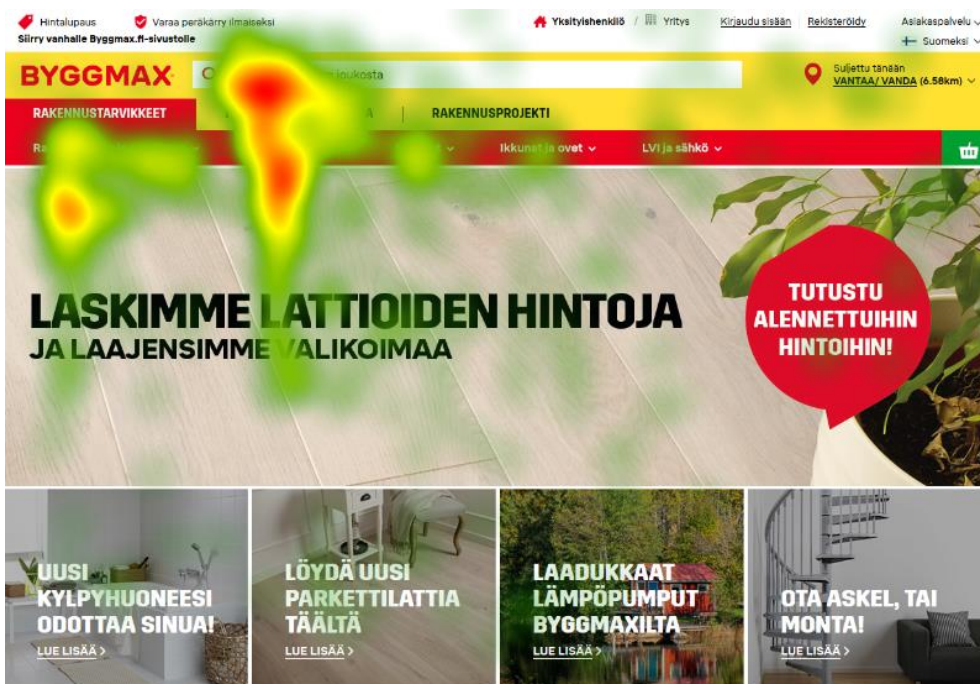 Hintalupaus
Varaa peräkärry ilmaiseksi
Yksityishenkilö / Yritys
Kirjaudu sisään
Rekisteröidy
Asiakaspalvelu
Siirry vanhalle Byggmax.fi-sivustolle
Suomeksi
BYGGMAX
joukosta
Suljettu tänään
VANTAA/ VANDA (6.58km)
RAKENNUSTARVIKKEET
RAKENNUSPROJEKTI
Ikkunat ja ovet
LVI ja sähkö
LASKIMME LATTIOIDEN HINTOJA
JA LAAJENSIMME VALIKOIMAA
TUTUSTU
ALENNETTUIHIN
HINTOIHIN!
UUSI
KYLPYHUONEESI
ODOTTAA SINUA!
LUE LISÄÄ >
LÖYDÄ UUSI
PARKETTILATTIA
TÄÄLTÄ
LUE LISÄÄ >
LAADUKKAAT
LÄMPÖPUMPUT
BYGGMAXILTA
LUE LISÄÄ >
OTA ASKEL, TAI
MONTA!
LUE LISÄÄ >